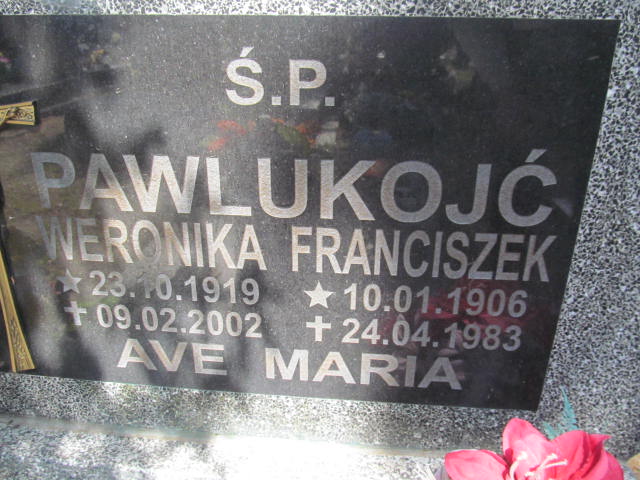 Ś.P.
PAWLUKOJĆ
WERONIKA FRANCISZEK
★ 23.10.1919 ★ 10.01.1906
✝ 09.02.2002 ✝ 24.04.1983
AVE MARIA